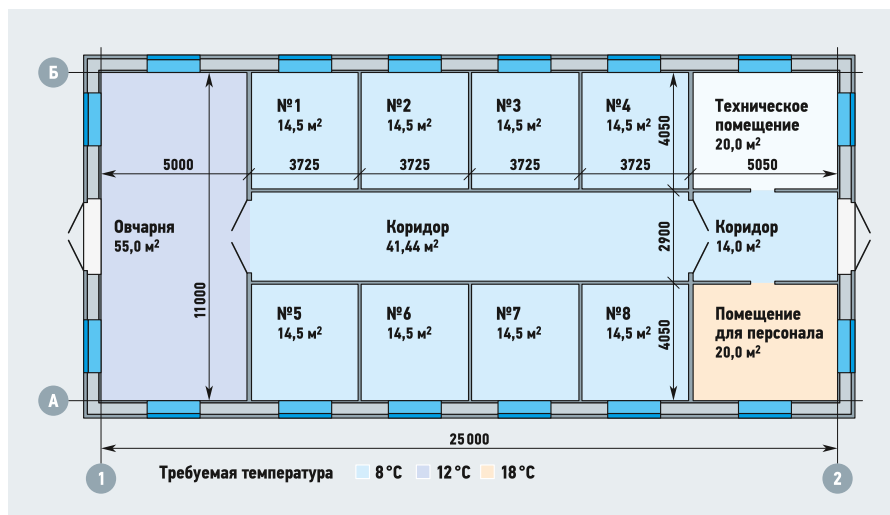 Б
№1
14,5 м²
№2
14,5 м²
№3
14,5 м²
№4
14,5 м²
4050
Техническое
помещение
20,0 м²
5000
3725
3725
3725
3725
5050
Овчарня
55,0 м²
Коридор
41,44 м²
2900
Коридор
14,0 м²
11000
№5
14,5 м²
№6
14,5 м²
№7
14,5 м²
№8
14,5 м²
4050
Помещение
для персонала
20,0 м²
А
25 000
Требуемая температура
8 °C
12 °C
18 °C
1
2